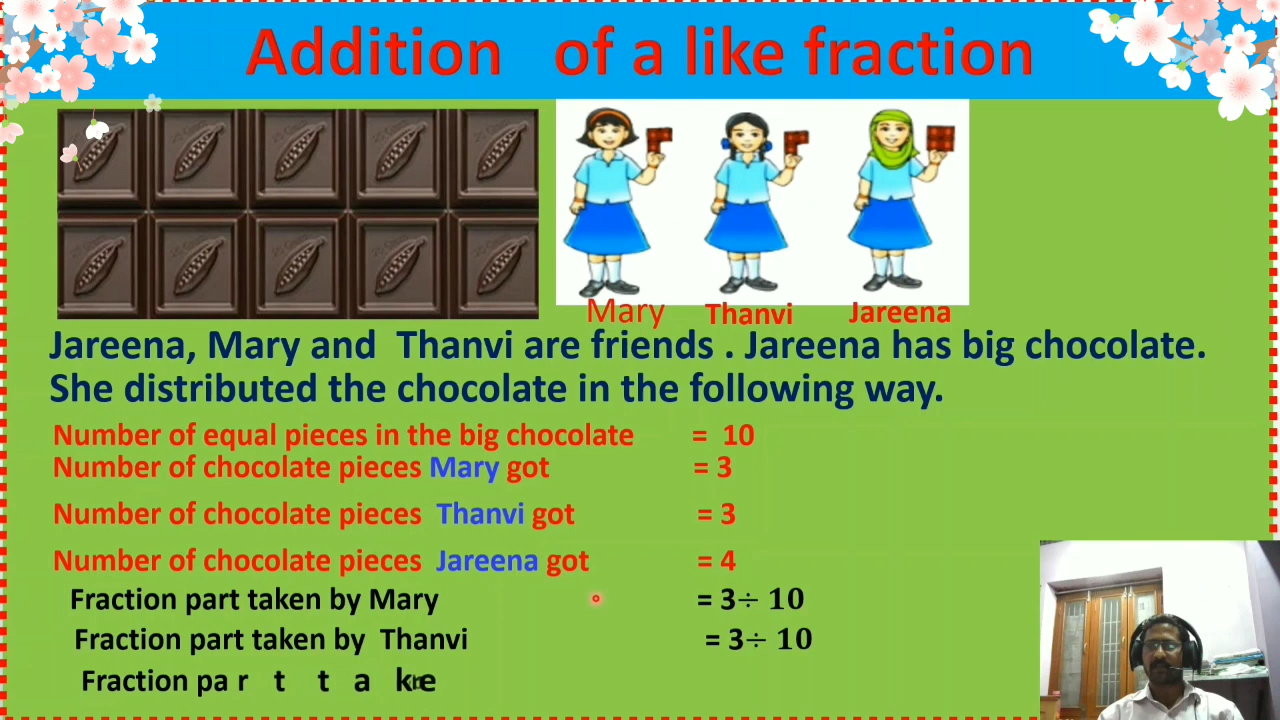 Addition of a like fraction
Mary Thanvi Jareena
Jareena, Mary and Thanvi are friends . Jareena has big chocolate.
She distributed the chocolate in the following way.
Number of equal pieces in the big chocolate = 10
Number of chocolate pieces Mary got = 3
Number of chocolate pieces Thanvi got = 3
Number of chocolate pieces Jareena got = 4
Fraction part taken by Mary = 3÷ 10
Fraction part taken by Thanvi = 3÷ 10
Fraction par t t a k